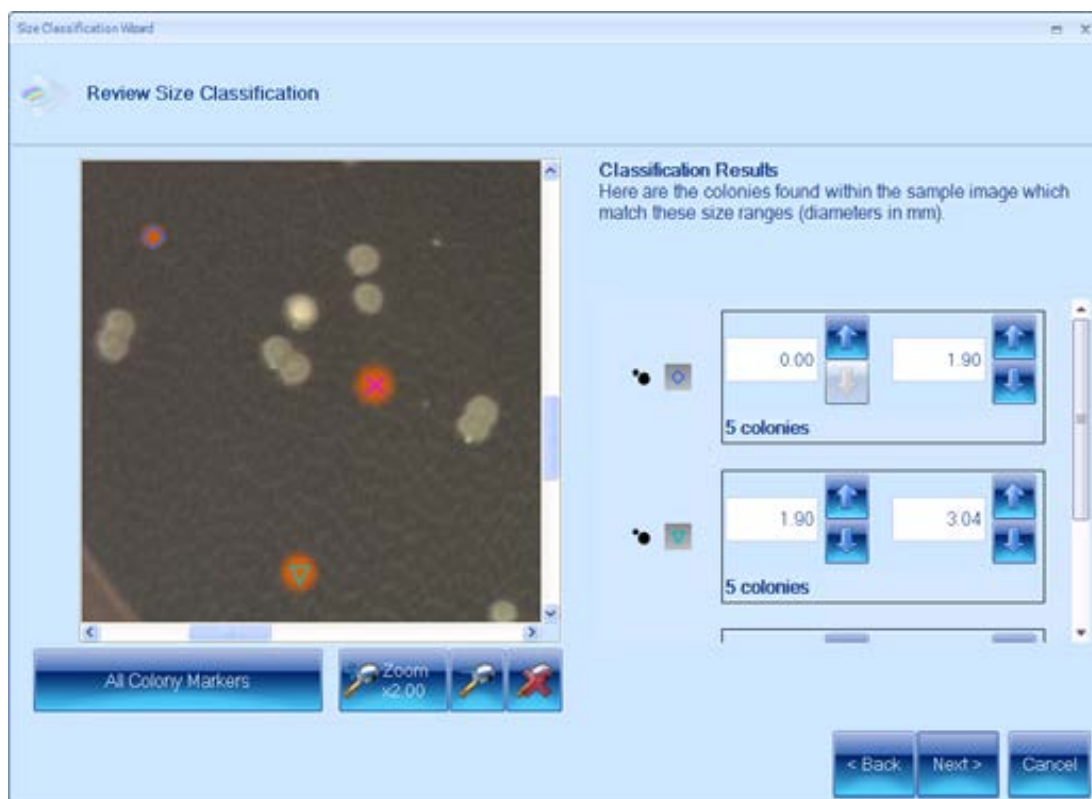 Size Classification Wizard
Review Size Classification
Classification Results
Here are the colonies found within the sample image which
match these size ranges (diameters in mm).
0.00
1.90
5 colonies
1.90
3.04
5 colonies
All Colony Markers
Zoom
x2.00
< Back
Next >
Cancel